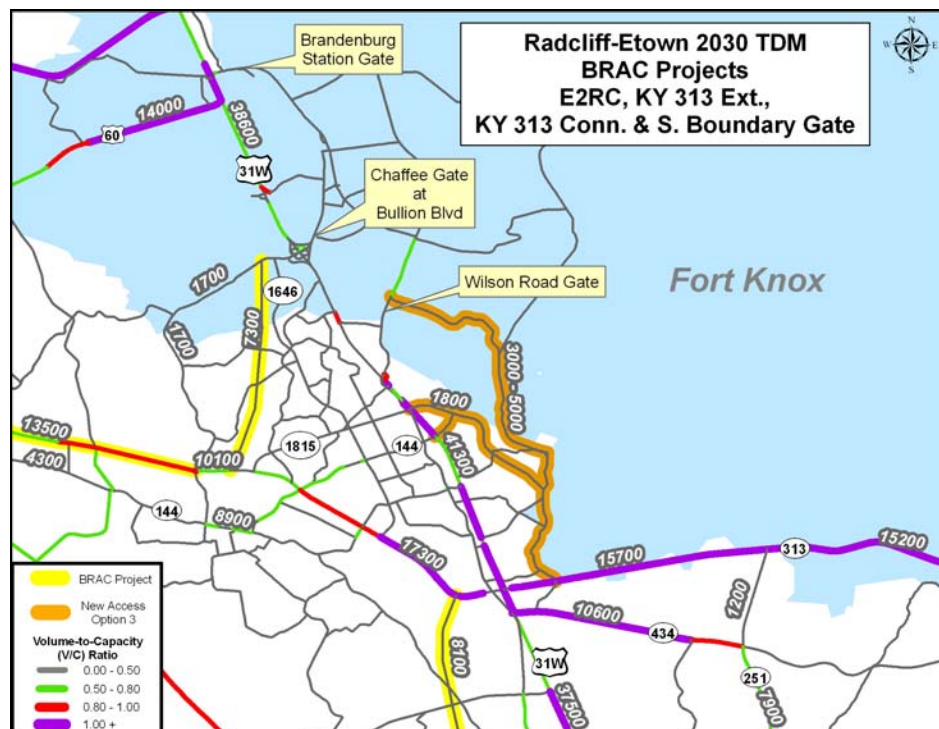 Radcliff-Etown 2030 TDM
BRAC Projects
E2RC, KY 313 Ext.,
KY 313 Conn. & S. Boundary Gate
N
W
E
S
Brandenburg
Station Gate
14000
60
38600
31W
Chaffee Gate
at
Bullion Blvd
1700
1646
Wilson Road Gate
Fort Knox
1700
7300
3000 - 5000
1800
13500
4300
10100
1815
144
41300
144
8900
17300
15700
313
15200
10600
434
1200
8100
31W
37500
251
7900
BRAC Project
New Access
Option 3
Volume-to-Capacity
(V/C) Ratio
0.00 - 0.50
0.50 - 0.80
0.80 - 1.00
1.00 +